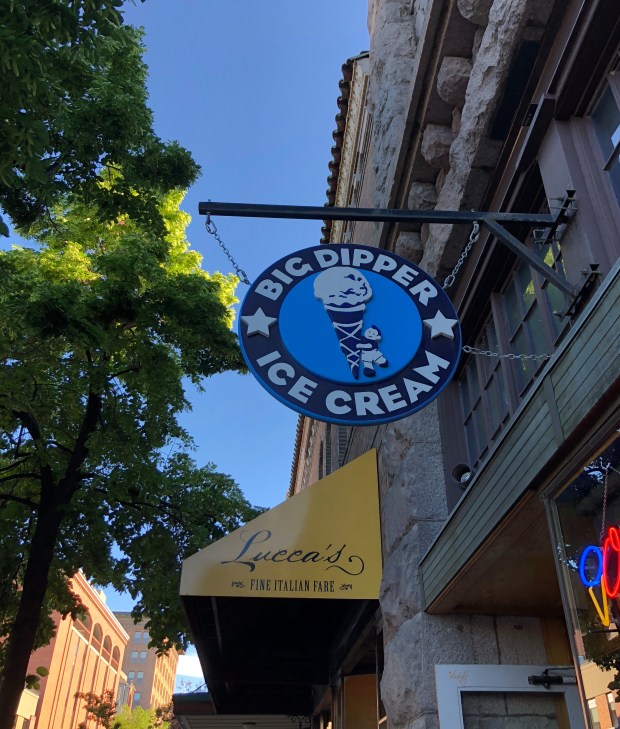 BIG DIPPER
ICE CREAM
Lucca's
FINE ITALIAN FARE